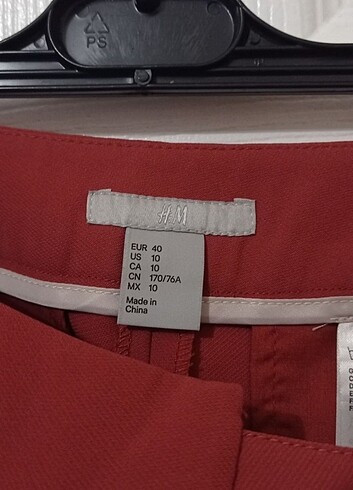 PS
H&M
EUR 40
US 10
CA 10
CN 170/76A
MX 10
Made in
China